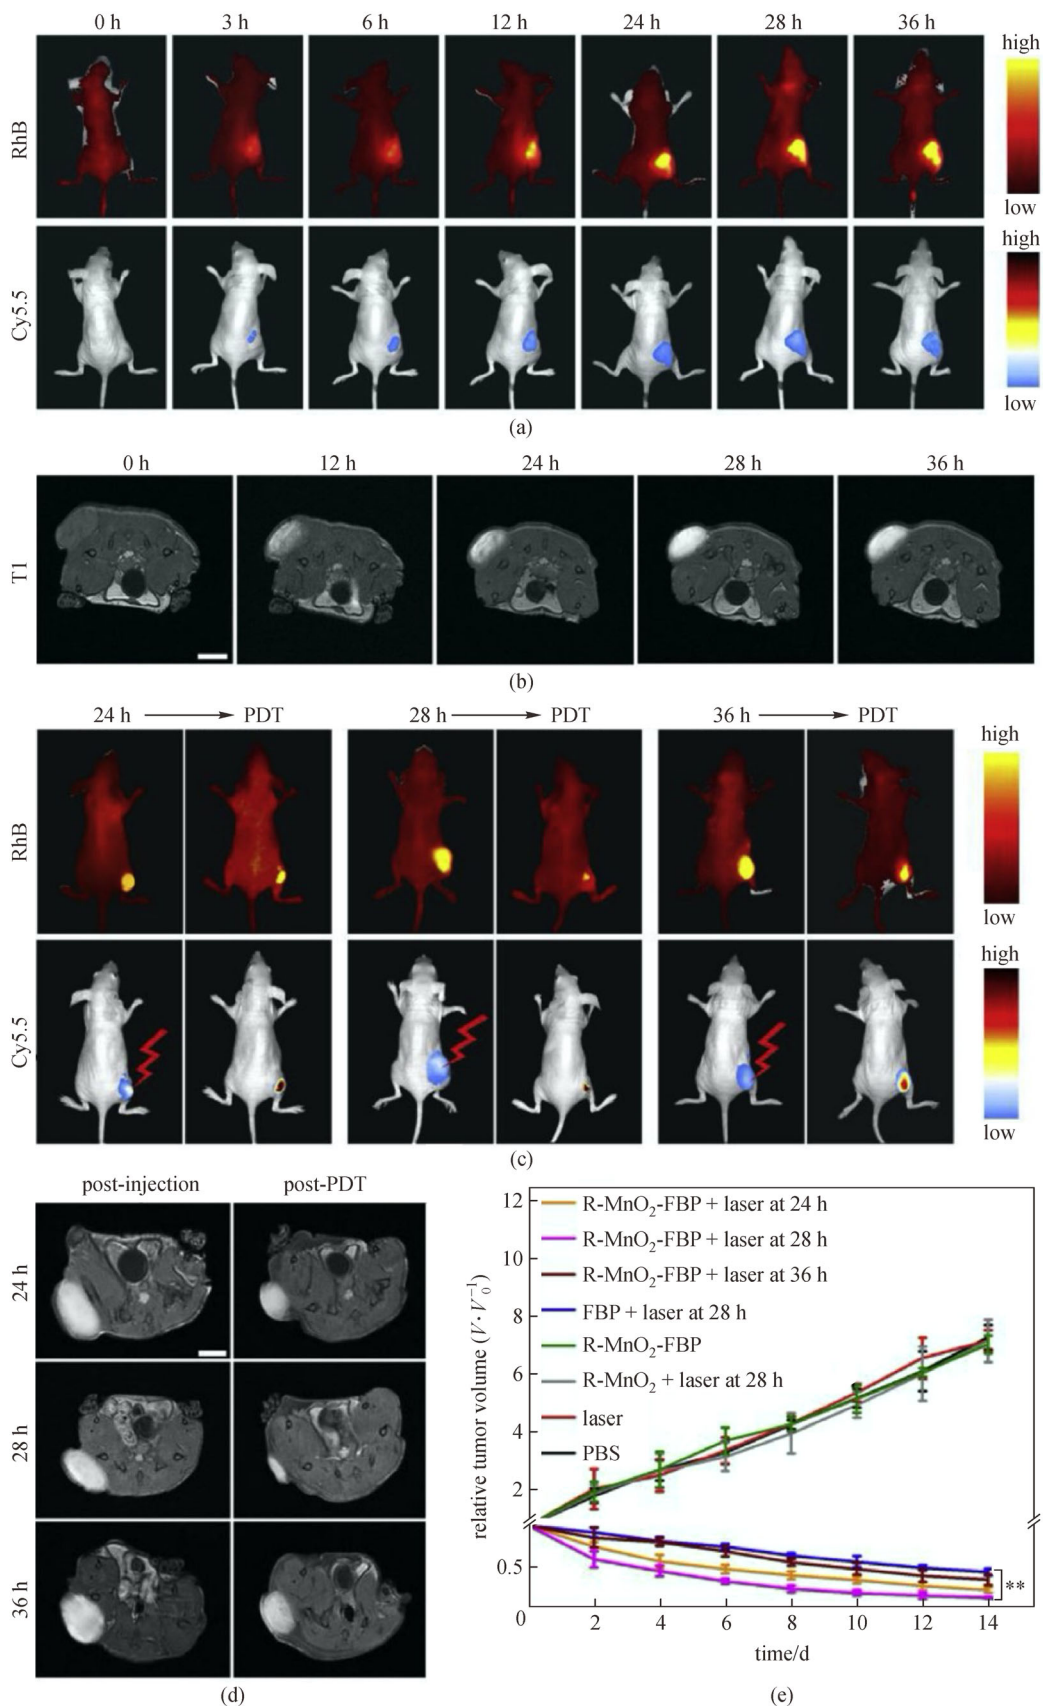 0 h 3 h 6 h 12 h 24 h 28 h 36 h
RhB
high
low
Cy5.5
high
low
(a)
0 h 12 h 24 h 28 h 36 h
T1
(b)
24 h PDT 28 h PDT 36 h PDT
RhB
high
low
Cy5.5
high
low
(c)
post-injection post-PDT
24 h
28 h
36 h
(d)
relative tumor volume (V·V₀⁻¹)
12
10
8
6
4
2
0.5
0
R-MnO₂-FBP + laser at 24 h
R-MnO₂-FBP + laser at 28 h
R-MnO₂-FBP + laser at 36 h
FBP + laser at 28 h
R-MnO₂-FBP
R-MnO₂ + laser at 28 h
laser
PBS
**
2 4 6 8 10 12 14
time/d
(e)